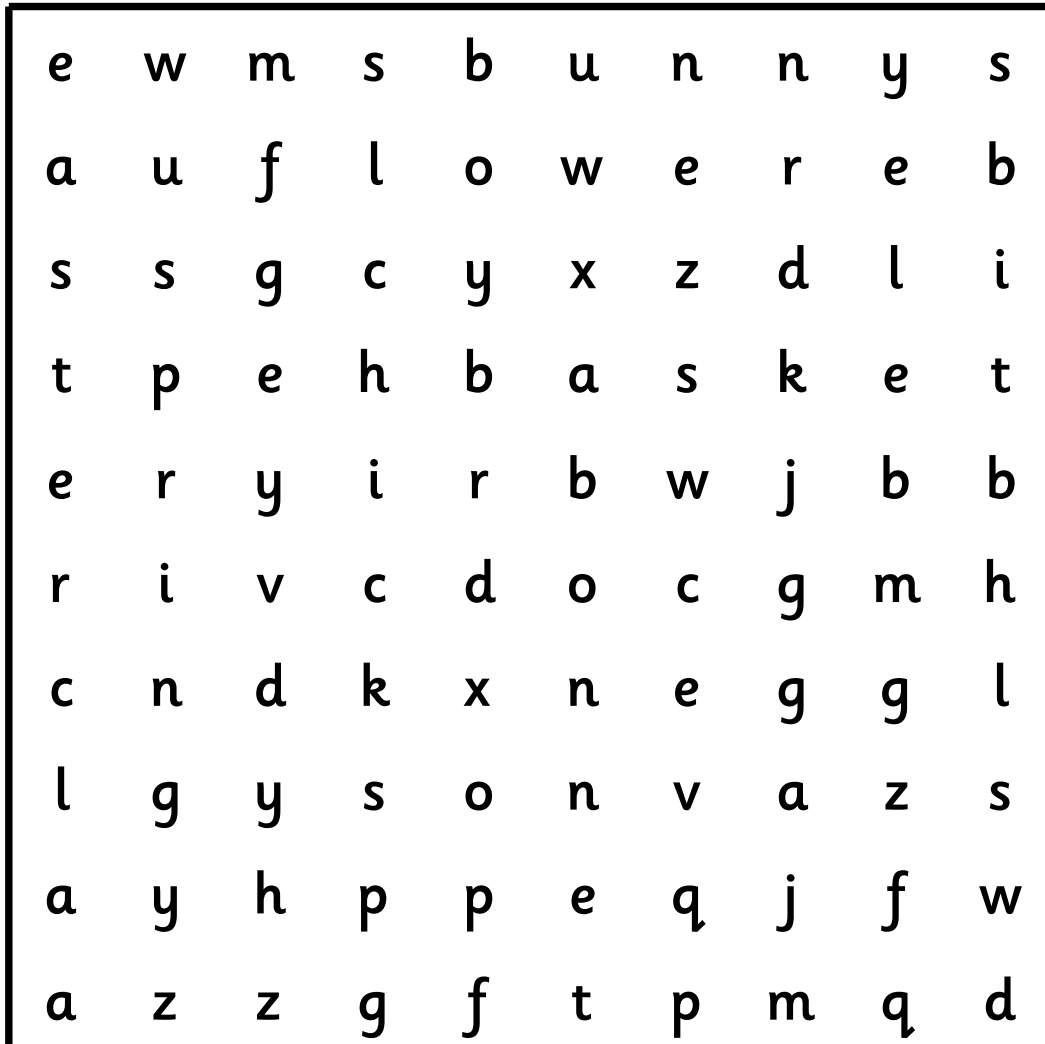 e w m s b u n n y s
a u f l o w e r e b
s s g c y x z d l i
t p e h b a s k e t
e r y i r b w j b b
r i v c d o c g m h
c n d k x n e g g l
l g y s o n v a z s
a y h p p e q j f w
a z z g f t p m q d